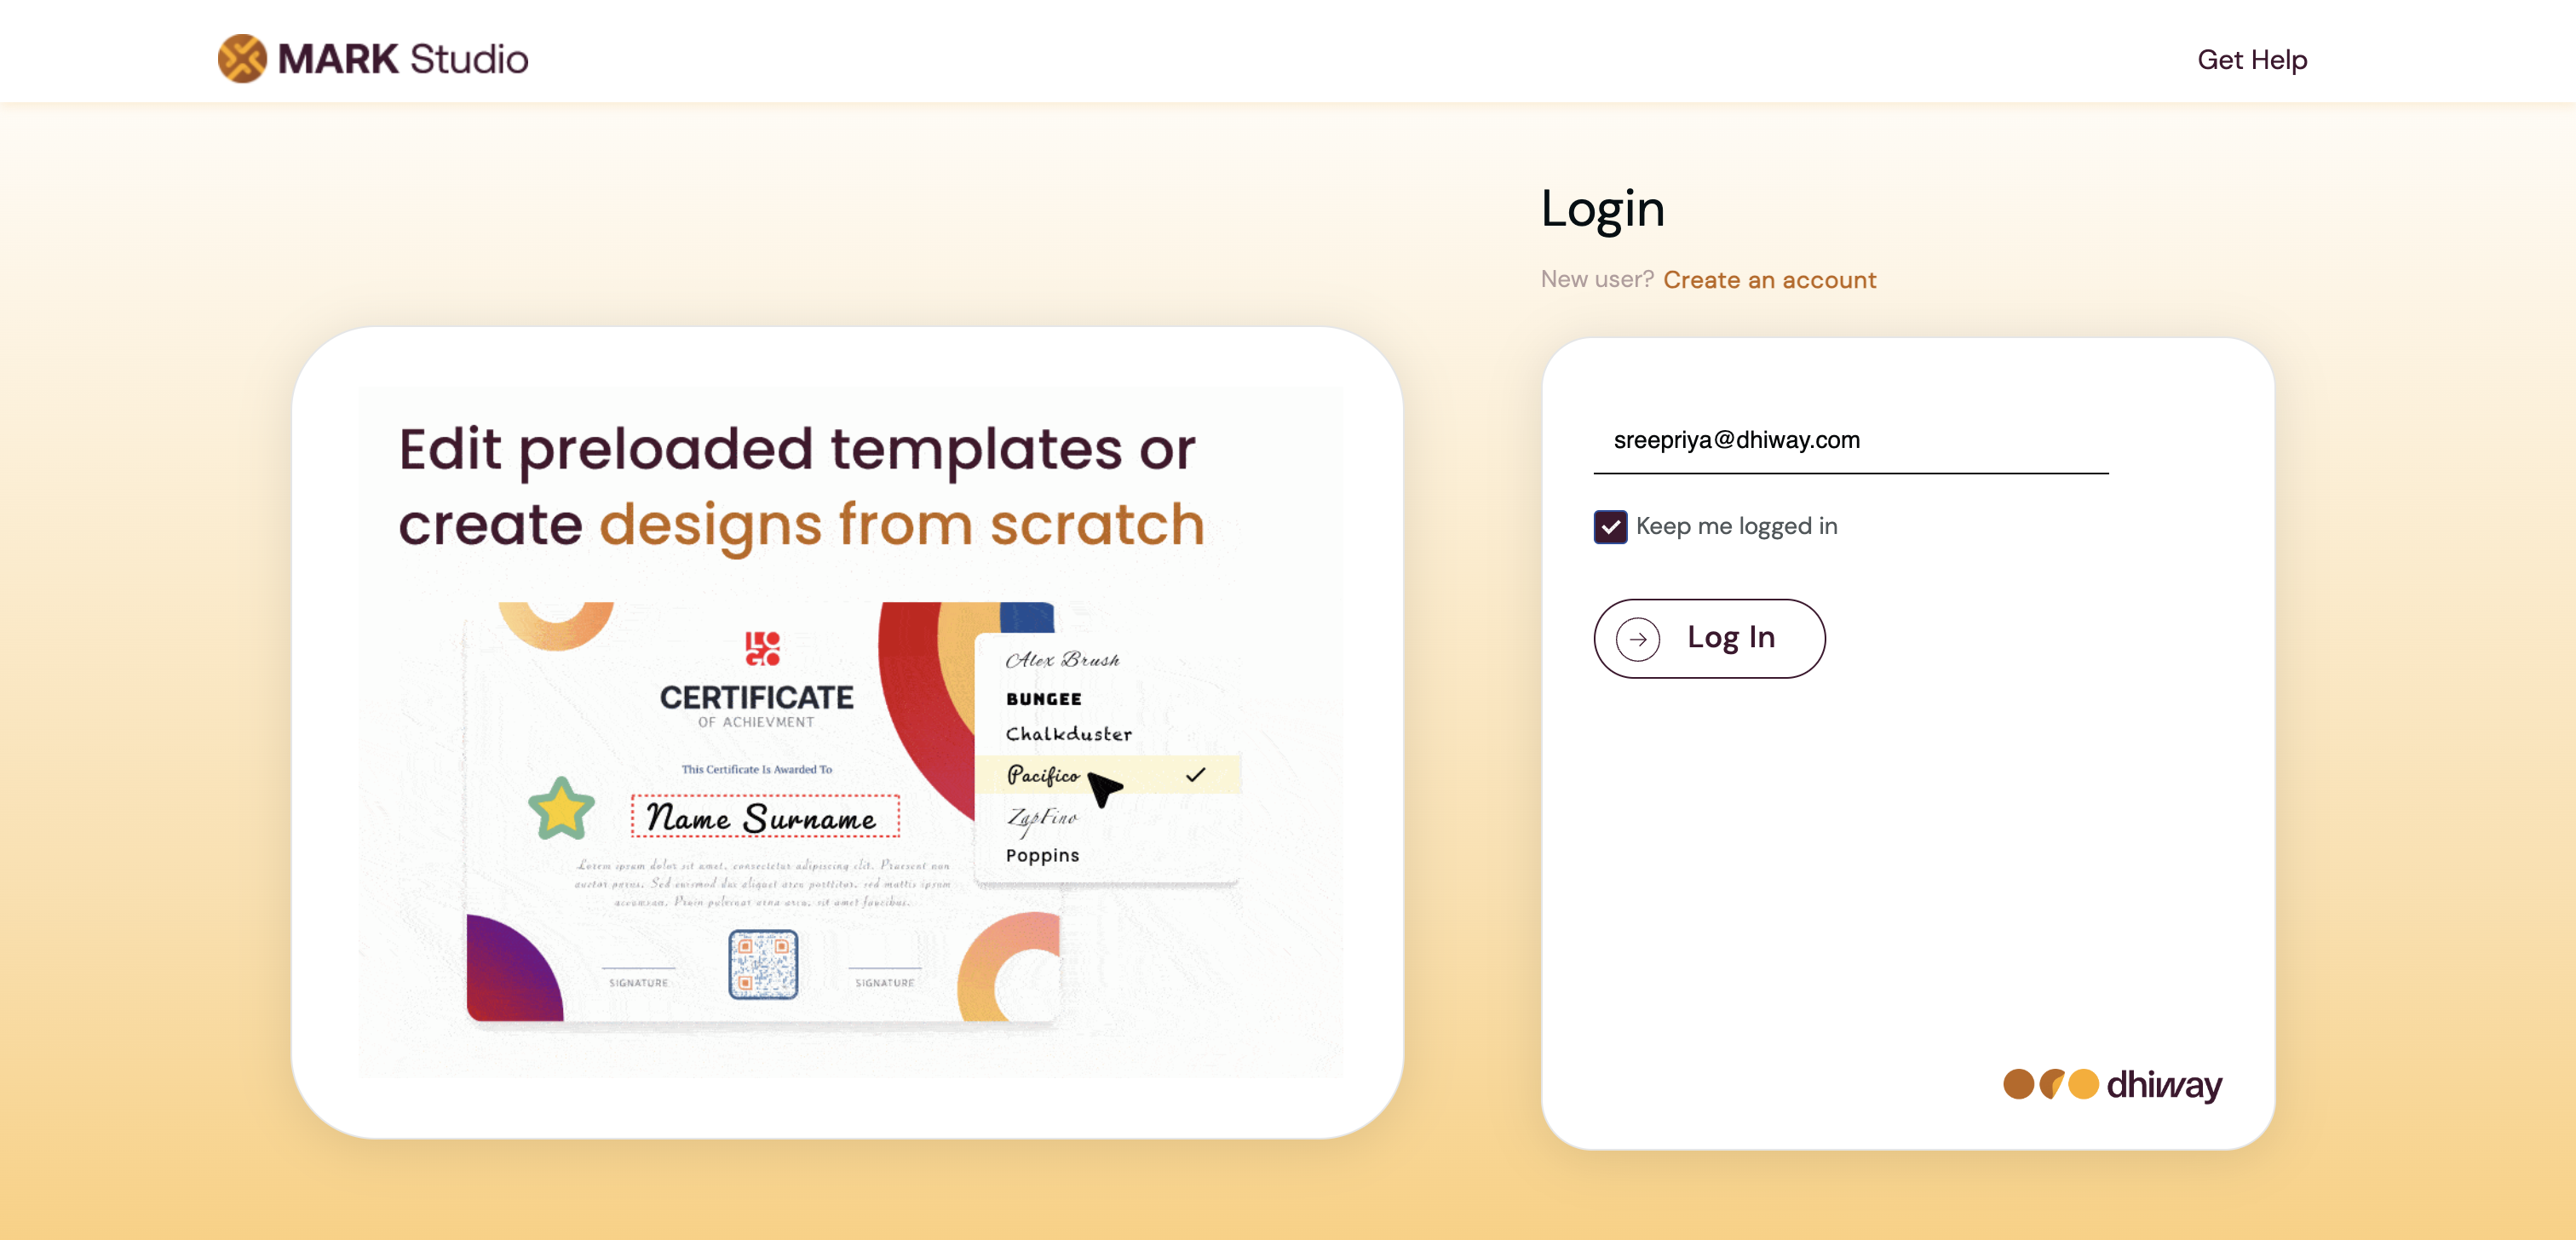 MARK Studio
Get Help
Login
New user? Create an account
Edit preloaded templates or
create designs from scratch
LOGO
CERTIFICATE
OF ACHIEVMENT
This Certificate Is Awarded To
Name Surname
Lorem ipsum dolor sit amet, consectetur adipiscing elit. Praesent non
auctor purus. Sed euismod dui aliquet arcu porttitor, sed mattis ipsum
accumsan. Proin pulvinar urna arcu, sit amet faucibus.
SIGNATURE
SIGNATURE
Alex Brush
BUNGEE
Chalkduster
Pacifico
ZapFino
Poppins
sreepriya@dhiway.com
Keep me logged in
Log In
dhiway